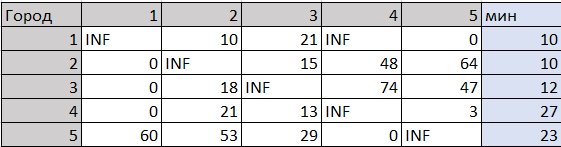 Город 1 2 3 4 5 мин
1 INF 10 21 INF 0 10
2 0 INF 15 48 64 10
3 0 18 INF 74 47 12
4 0 21 13 INF 3 27
5 60 53 29 0 INF 23